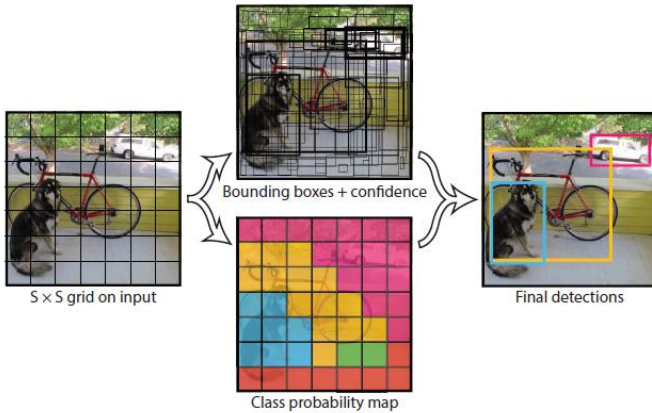 Bounding boxes + confidence
S × S grid on input
Final detections
Class probability map